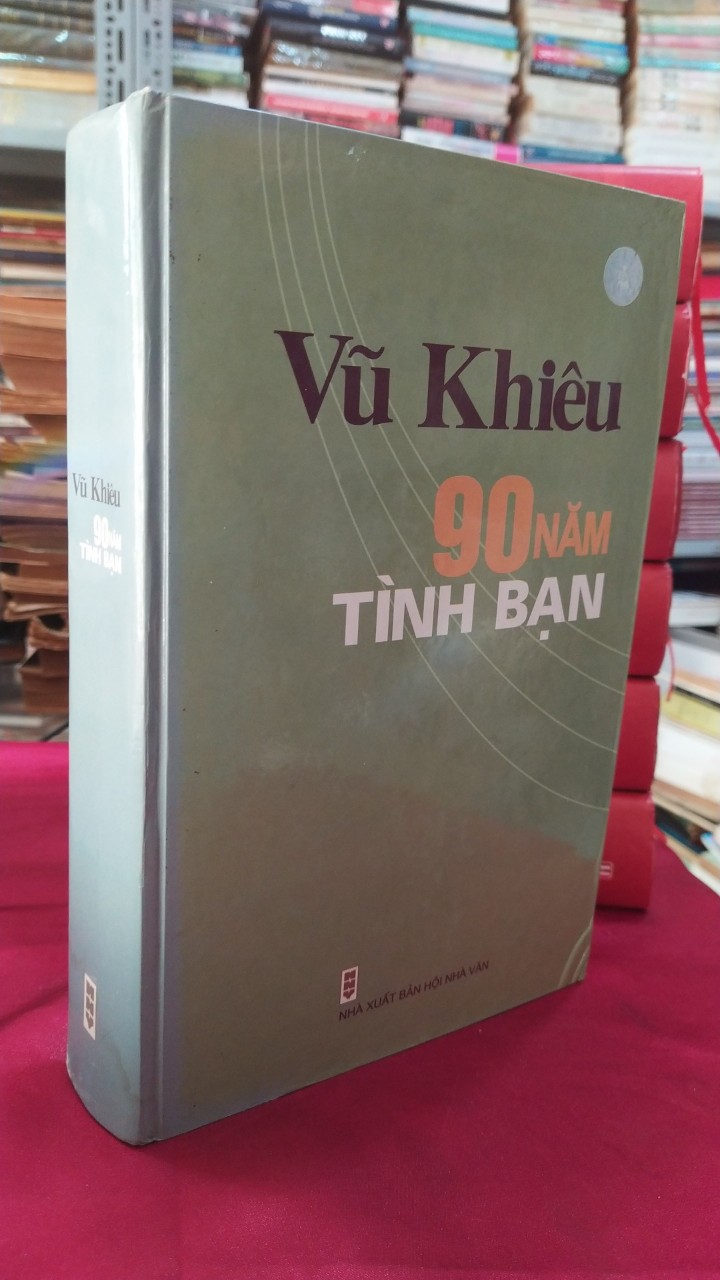 Vũ Khiêu
90 NĂM
TÌNH BẠN
NHÀ XUẤT BẢN HỘI NHÀ VĂN
Vũ Khiêu
90 NĂM
TÌNH BẠN